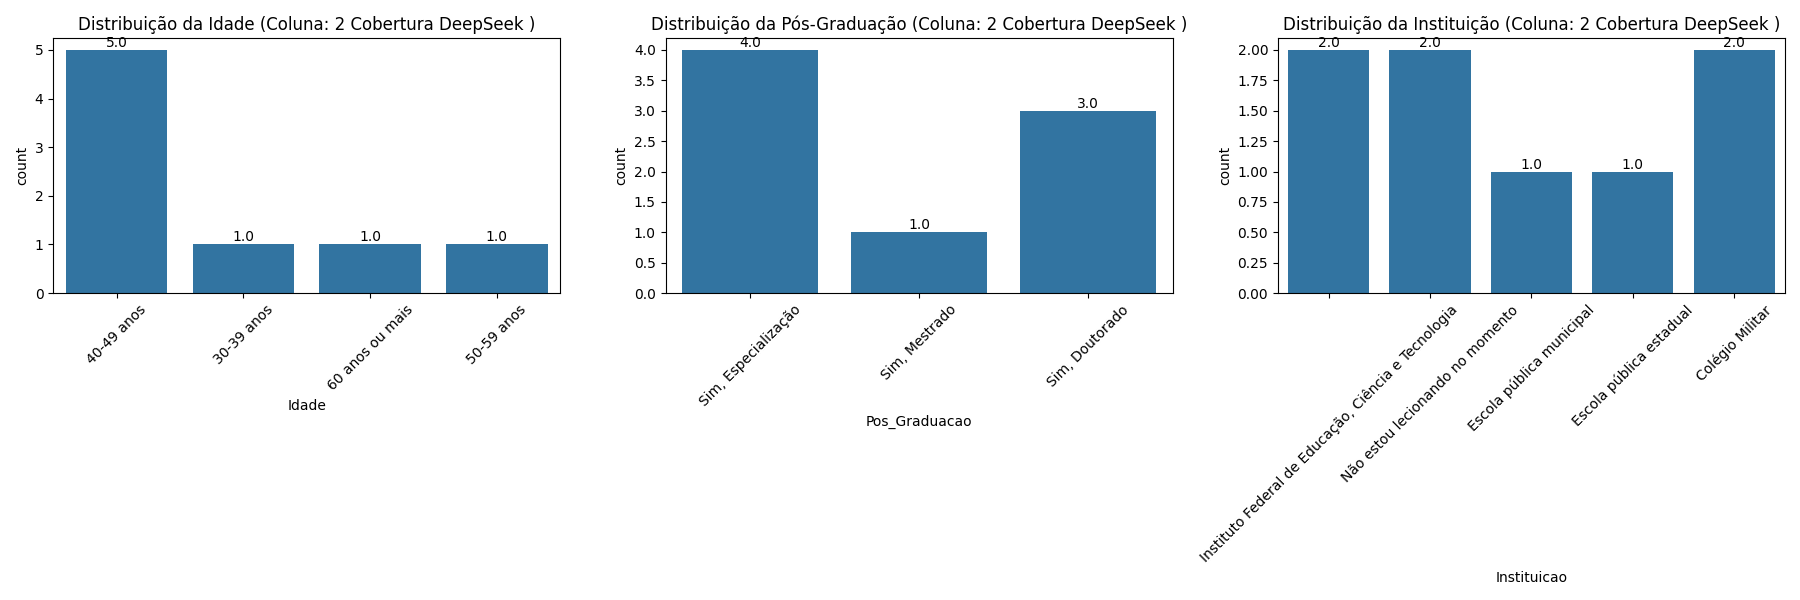 Distribuição da Idade (Coluna: 2 Cobertura DeepSeek )
5.0
1.0
1.0
1.0
5
4
3
2
1
0
count
40-49 anos
30-39 anos
60 anos ou mais
50-59 anos
Idade
Distribuição da Pós-Graduação (Coluna: 2 Cobertura DeepSeek )
4.0
1.0
3.0
4.0
3.5
3.0
2.5
2.0
1.5
1.0
0.5
0.0
count
Sim, Especialização
Sim, Mestrado
Sim, Doutorado
Pos_Graduacao
Distribuição da Instituição (Coluna: 2 Cobertura DeepSeek )
2.0
2.0
1.0
1.0
2.0
2.00
1.75
1.50
1.25
1.00
0.75
0.50
0.25
0.00
count
Instituto Federal de Educação, Ciência e Tecnologia
Não estou lecionando no momento
Escola pública municipal
Escola pública estadual
Colégio Militar
Instituicao